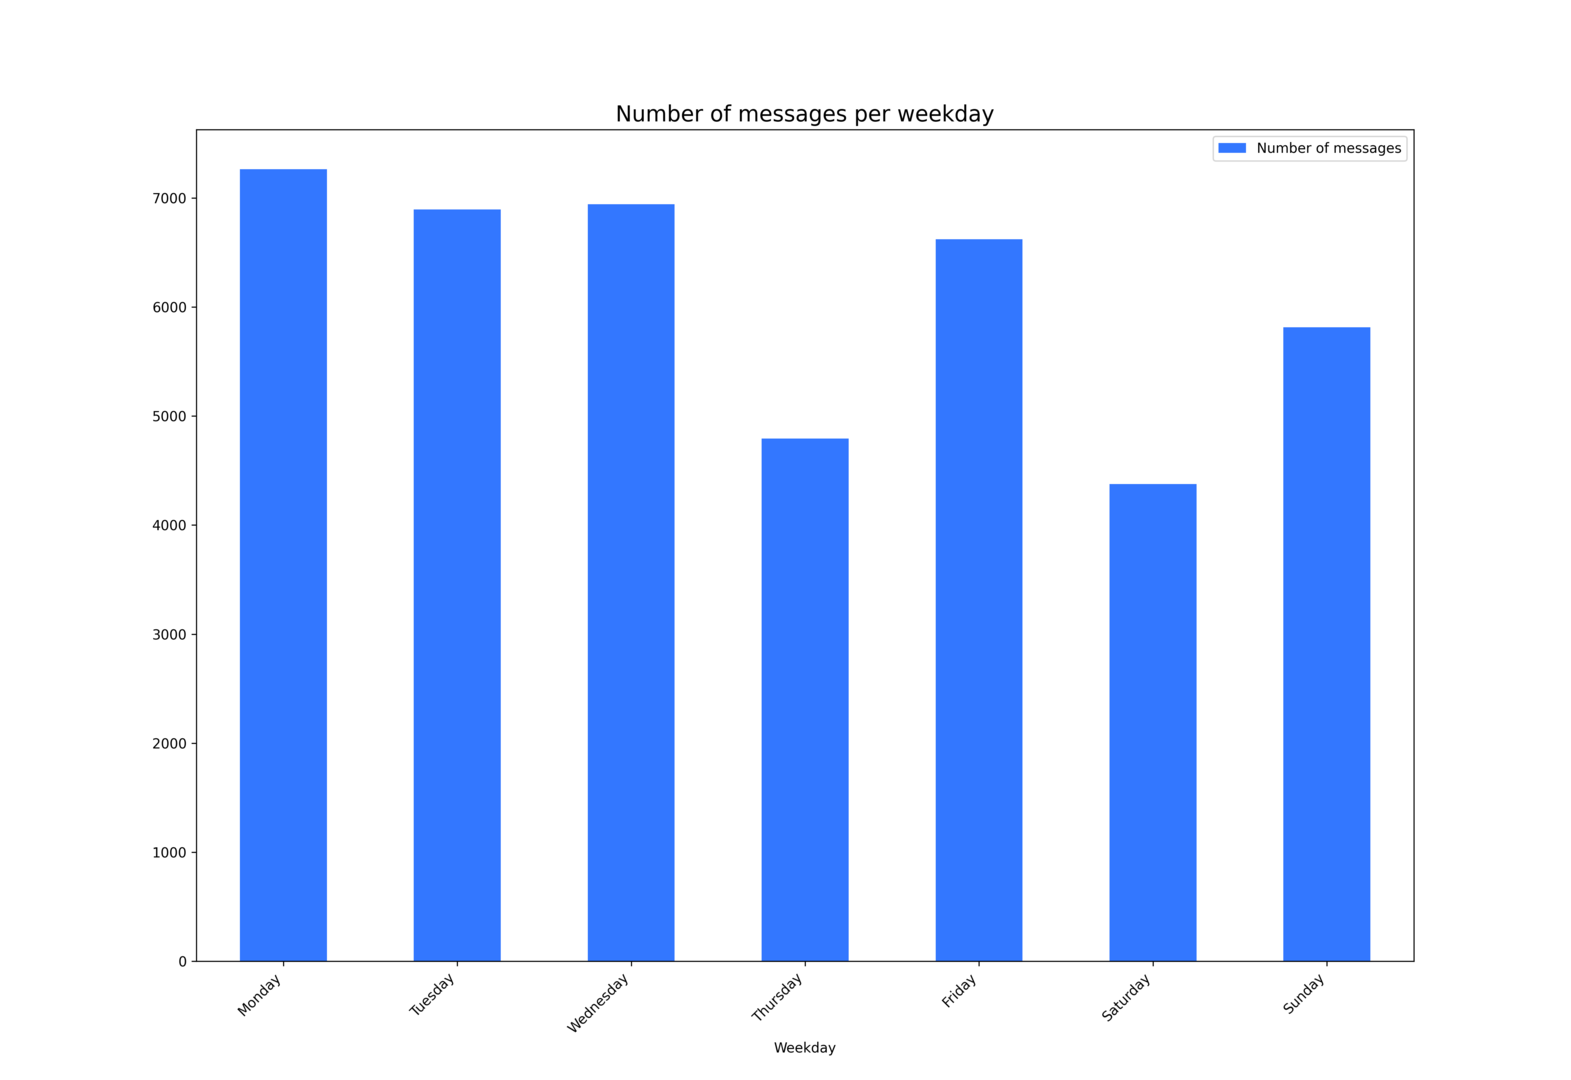 Number of messages per weekday
Number of messages
7000
6000
5000
4000
3000
2000
1000
0
Monday
Tuesday
Wednesday
Thursday
Friday
Saturday
Sunday
Weekday